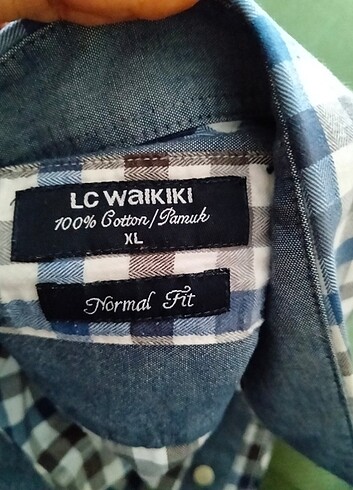 LC WAIKIKI
100% Cotton/Pamuk
XL
Normal Fit